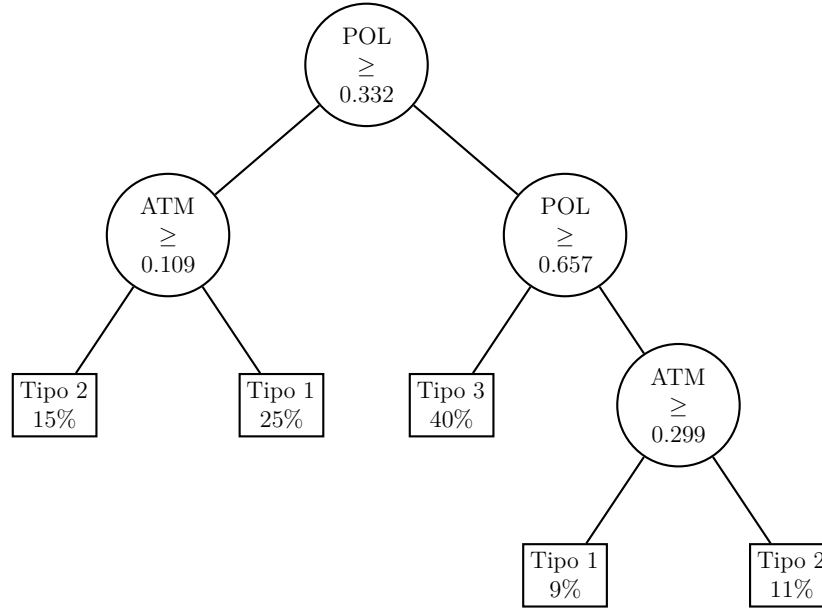 POL
≥
0.332
ATM
≥
0.109
POL
≥
0.657
Tipo 2
15%
Tipo 1
25%
Tipo 3
40%
ATM
≥
0.299
Tipo 1
9%
Tipo 2
11%